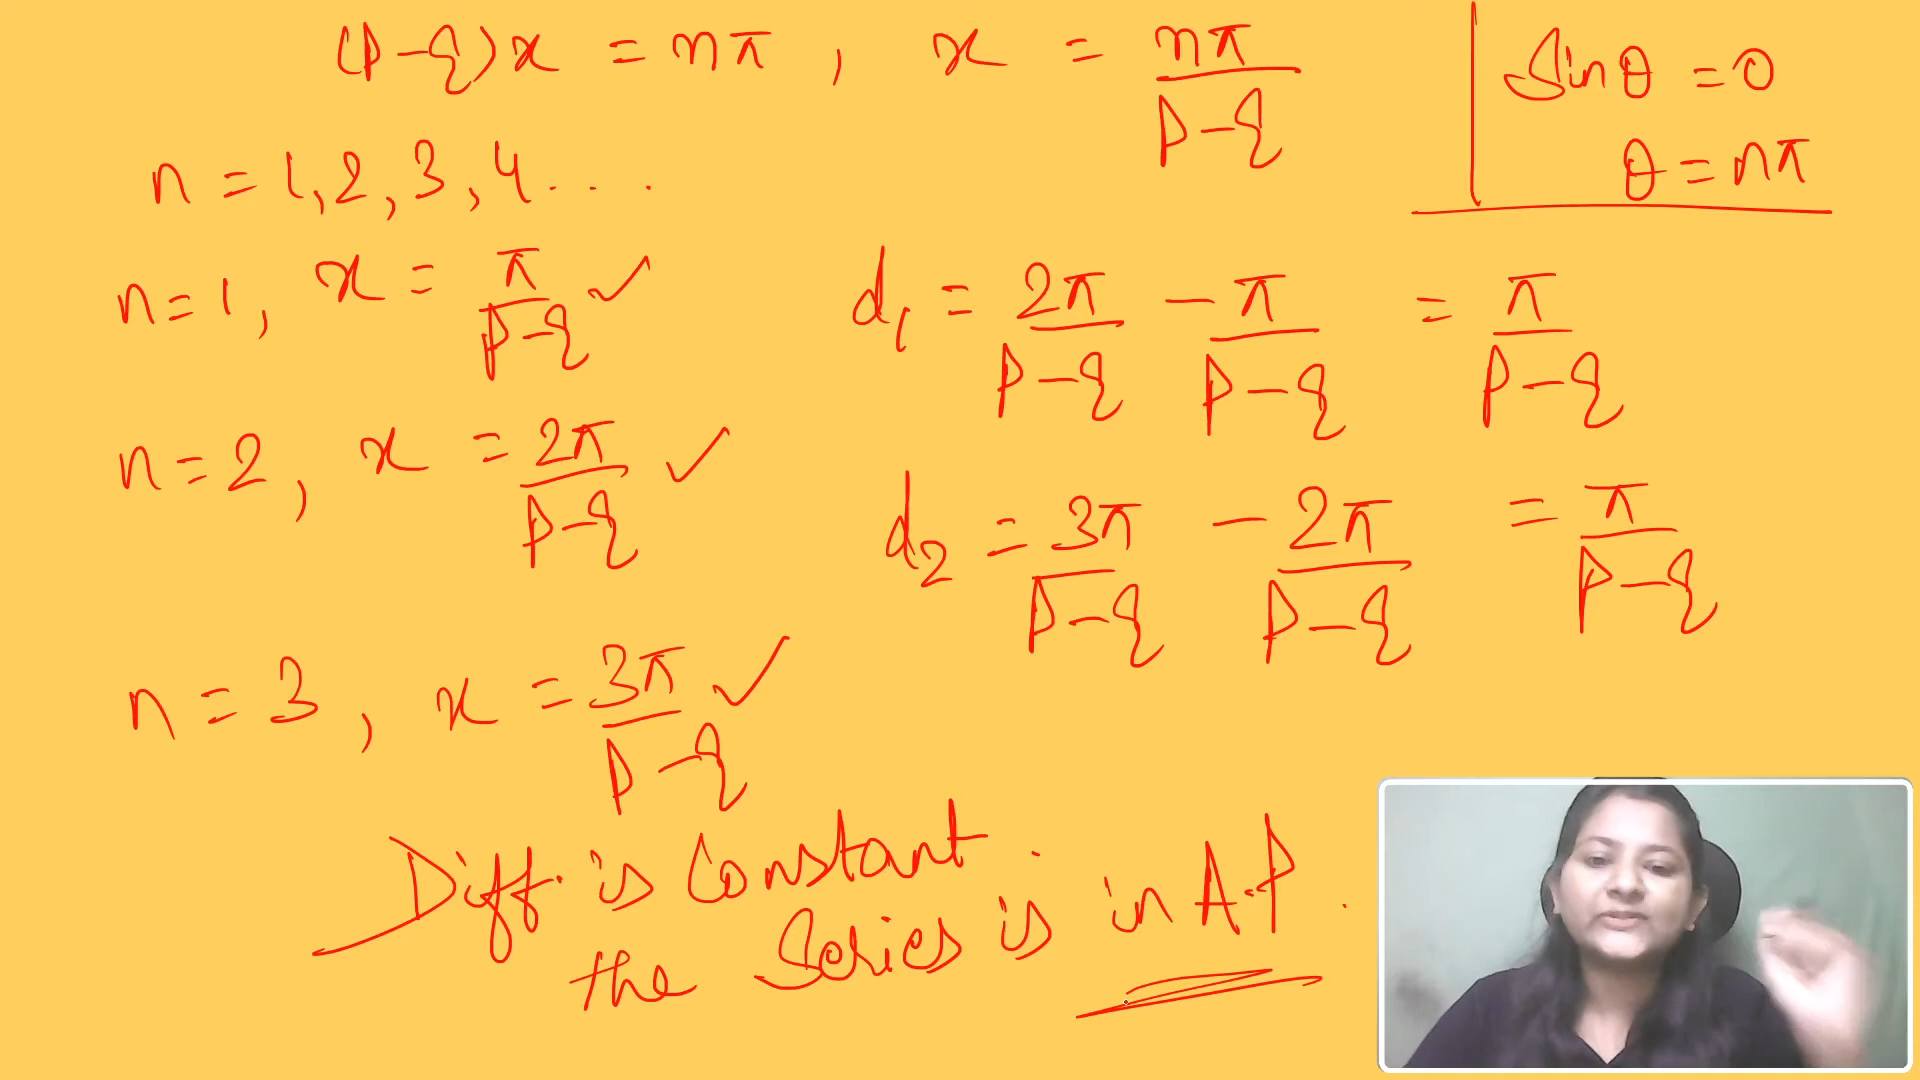 (p-q)x = nπ, x = nπ/p-q
sinθ = 0
θ = nπ
n = 1, 2, 3, 4 . . .
n=1, x = π/p-q ✓
d₁ = 2π/p-q - π/p-q = π/p-q
n=2, x = 2π/p-q ✓
d₂ = 3π/p-q - 2π/p-q = π/p-q
n=3, x = 3π/p-q ✓
Diff. is Constant.
the Series is in A.P.